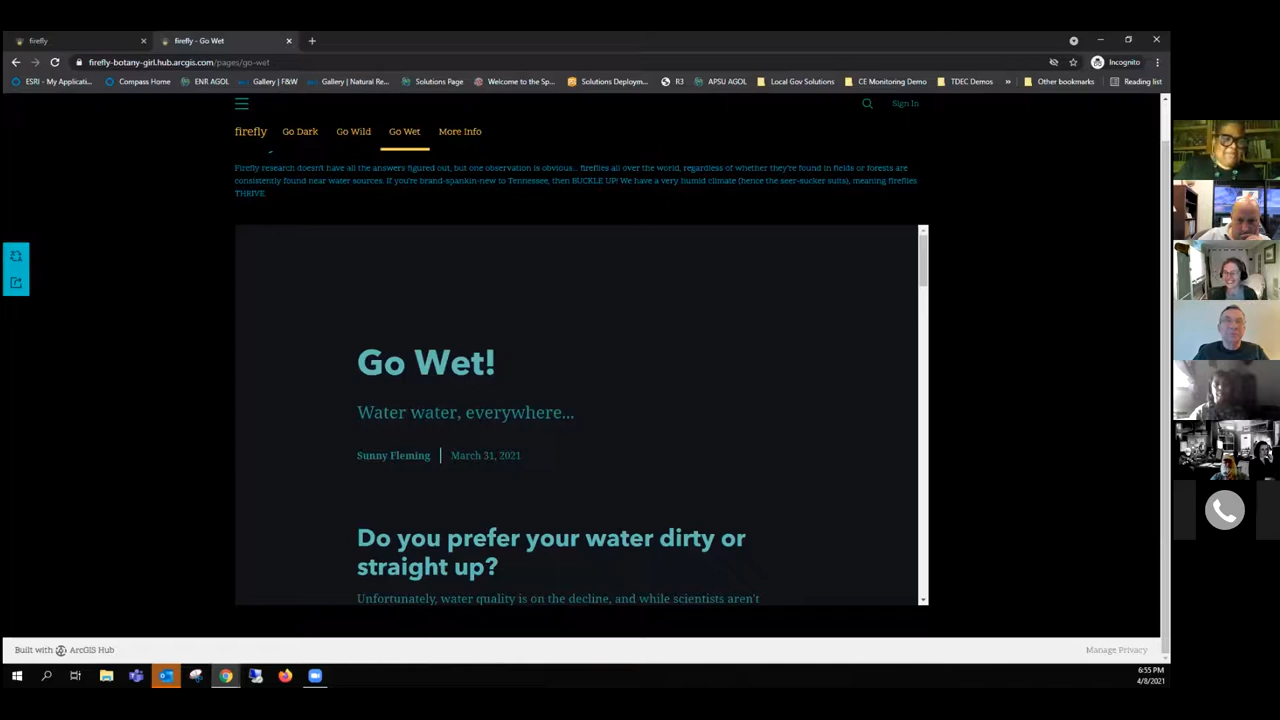 firefly
firefly - Go Wet
firefly-botany-girl.hub.arcgis.com/pages/go-wet
Incognito
ESRI - My Applicati...
Compass Home
ENR AGOL
Gallery | F&W
Gallery | Natural Re...
Solutions Page
Welcome to the Sp...
Solutions Deploym...
R3
APSU AGOL
Local Gov Solutions
CE Monitoring Demo
TDEC Demos
»
Other bookmarks
Reading list
Sign In
firefly
Go Dark
Go Wild
Go Wet
More Info
Firefly research doesn't have all the answers figured out, but one observation is obvious... fireflies all over the world, regardless of whether they're found in fields or forests are
consistently found near water sources. If you're brand-spankin-new to Tennessee, then BUCKLE UP! We have a very humid climate (hence the seer-sucker suits), meaning fireflies
THRIVE.
Go Wet!
Water water, everywhere...
Sunny Fleming
March 31, 2021
Do you prefer your water dirty or
straight up?
Unfortunately, water quality is on the decline, and while scientists aren't
Built with ArcGIS Hub
Manage Privacy
6:55 PM
4/8/2021